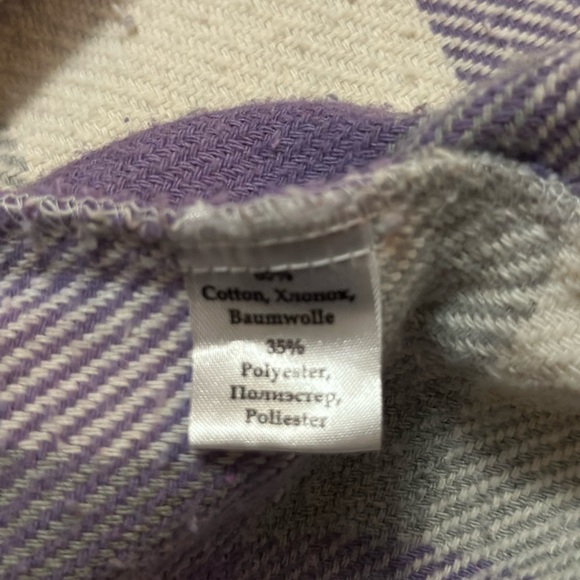 Cotton, Хлопок,
Baumwolle
35%
Polyester,
Полиэстер,
Poliester